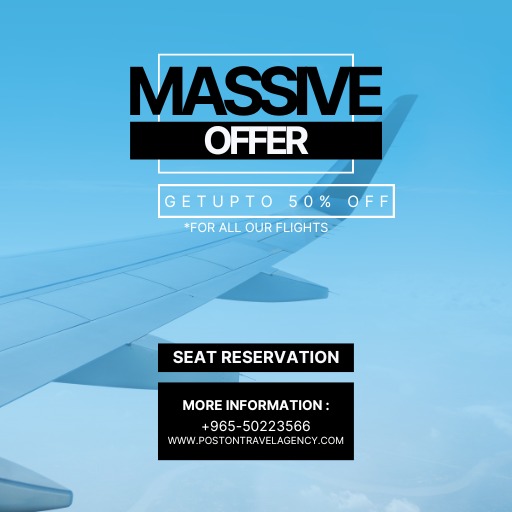 MASSIVE
OFFER
GETUPTO 50% OFF
*FOR ALL OUR FLIGHTS
SEAT RESERVATION
MORE INFORMATION :
+965-50223566
WWW.POSTONTRAVELAGENCY.COM